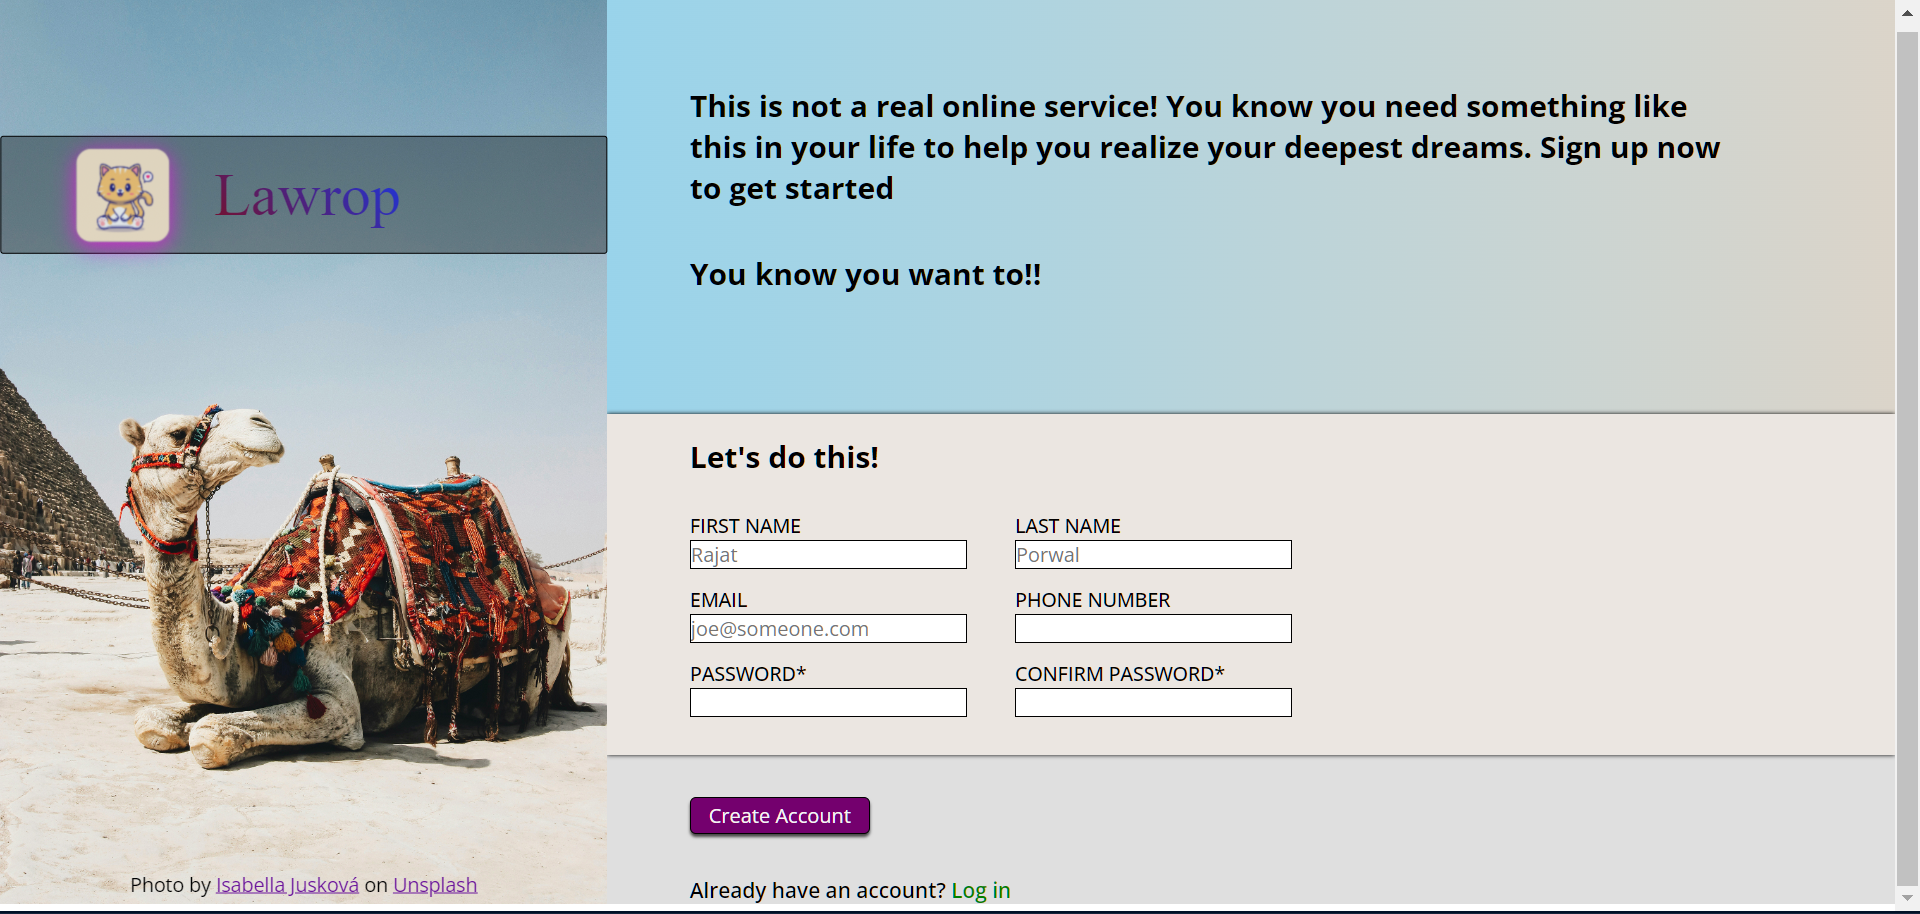 Lawrop
Photo by Isabella Jusková on Unsplash
This is not a real online service! You know you need something like
this in your life to help you realize your deepest dreams. Sign up now
to get started
You know you want to!!
Let's do this!
FIRST NAME
LAST NAME
Rajat
Porwal
EMAIL
PHONE NUMBER
joe@someone.com
PASSWORD*
CONFIRM PASSWORD*
Create Account
Already have an account? Log in